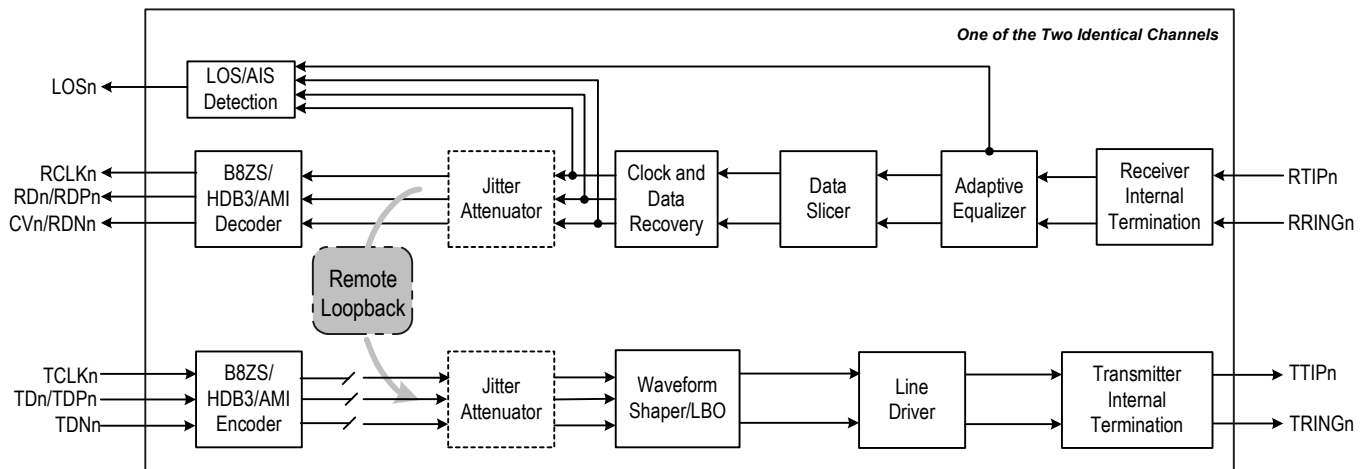 One of the Two Identical Channels
LOSn
LOS/AIS
Detection
RCLKn
RDn/RDPn
CVn/RDNn
B8ZS/
HDB3/AMI
Decoder
Jitter
Attenuator
Clock and
Data
Recovery
Data
Slicer
Adaptive
Equalizer
Receiver
Internal
Termination
RTIPn
RRINGn
Remote
Loopback
TCLKn
TDn/TDPn
TDNn
B8ZS/
HDB3/AMI
Encoder
Jitter
Attenuator
Waveform
Shaper/LBO
Line
Driver
Transmitter
Internal
Termination
TTIPn
TRINGn